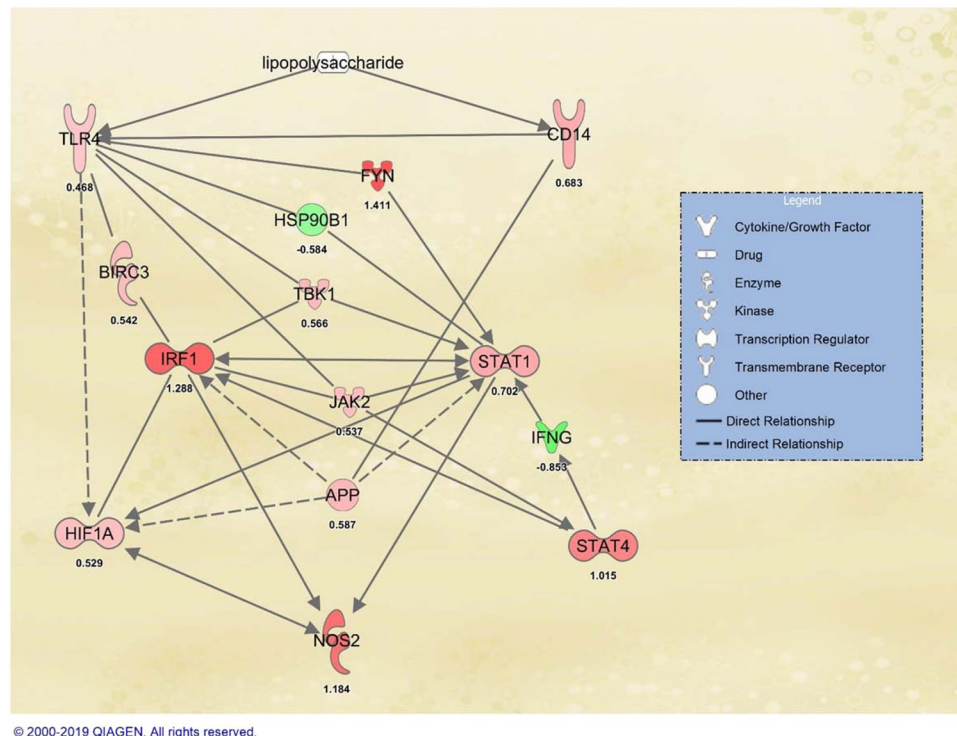 lipopolysaccharide
TLR4
0.468
CD14
0.683
FYN
1.411
HSP90B1
-0.584
BIRC3
0.542
TBK1
0.566
IRF1
1.288
STAT1
0.702
JAK2
0.537
IFNG
-0.853
APP
0.587
HIF1A
0.529
STAT4
1.015
NOS2
1.184
Legend
Cytokine/Growth Factor
Drug
Enzyme
Kinase
Transcription Regulator
Transmembrane Receptor
Other
Direct Relationship
Indirect Relationship
© 2000-2019 QIAGEN. All rights reserved.